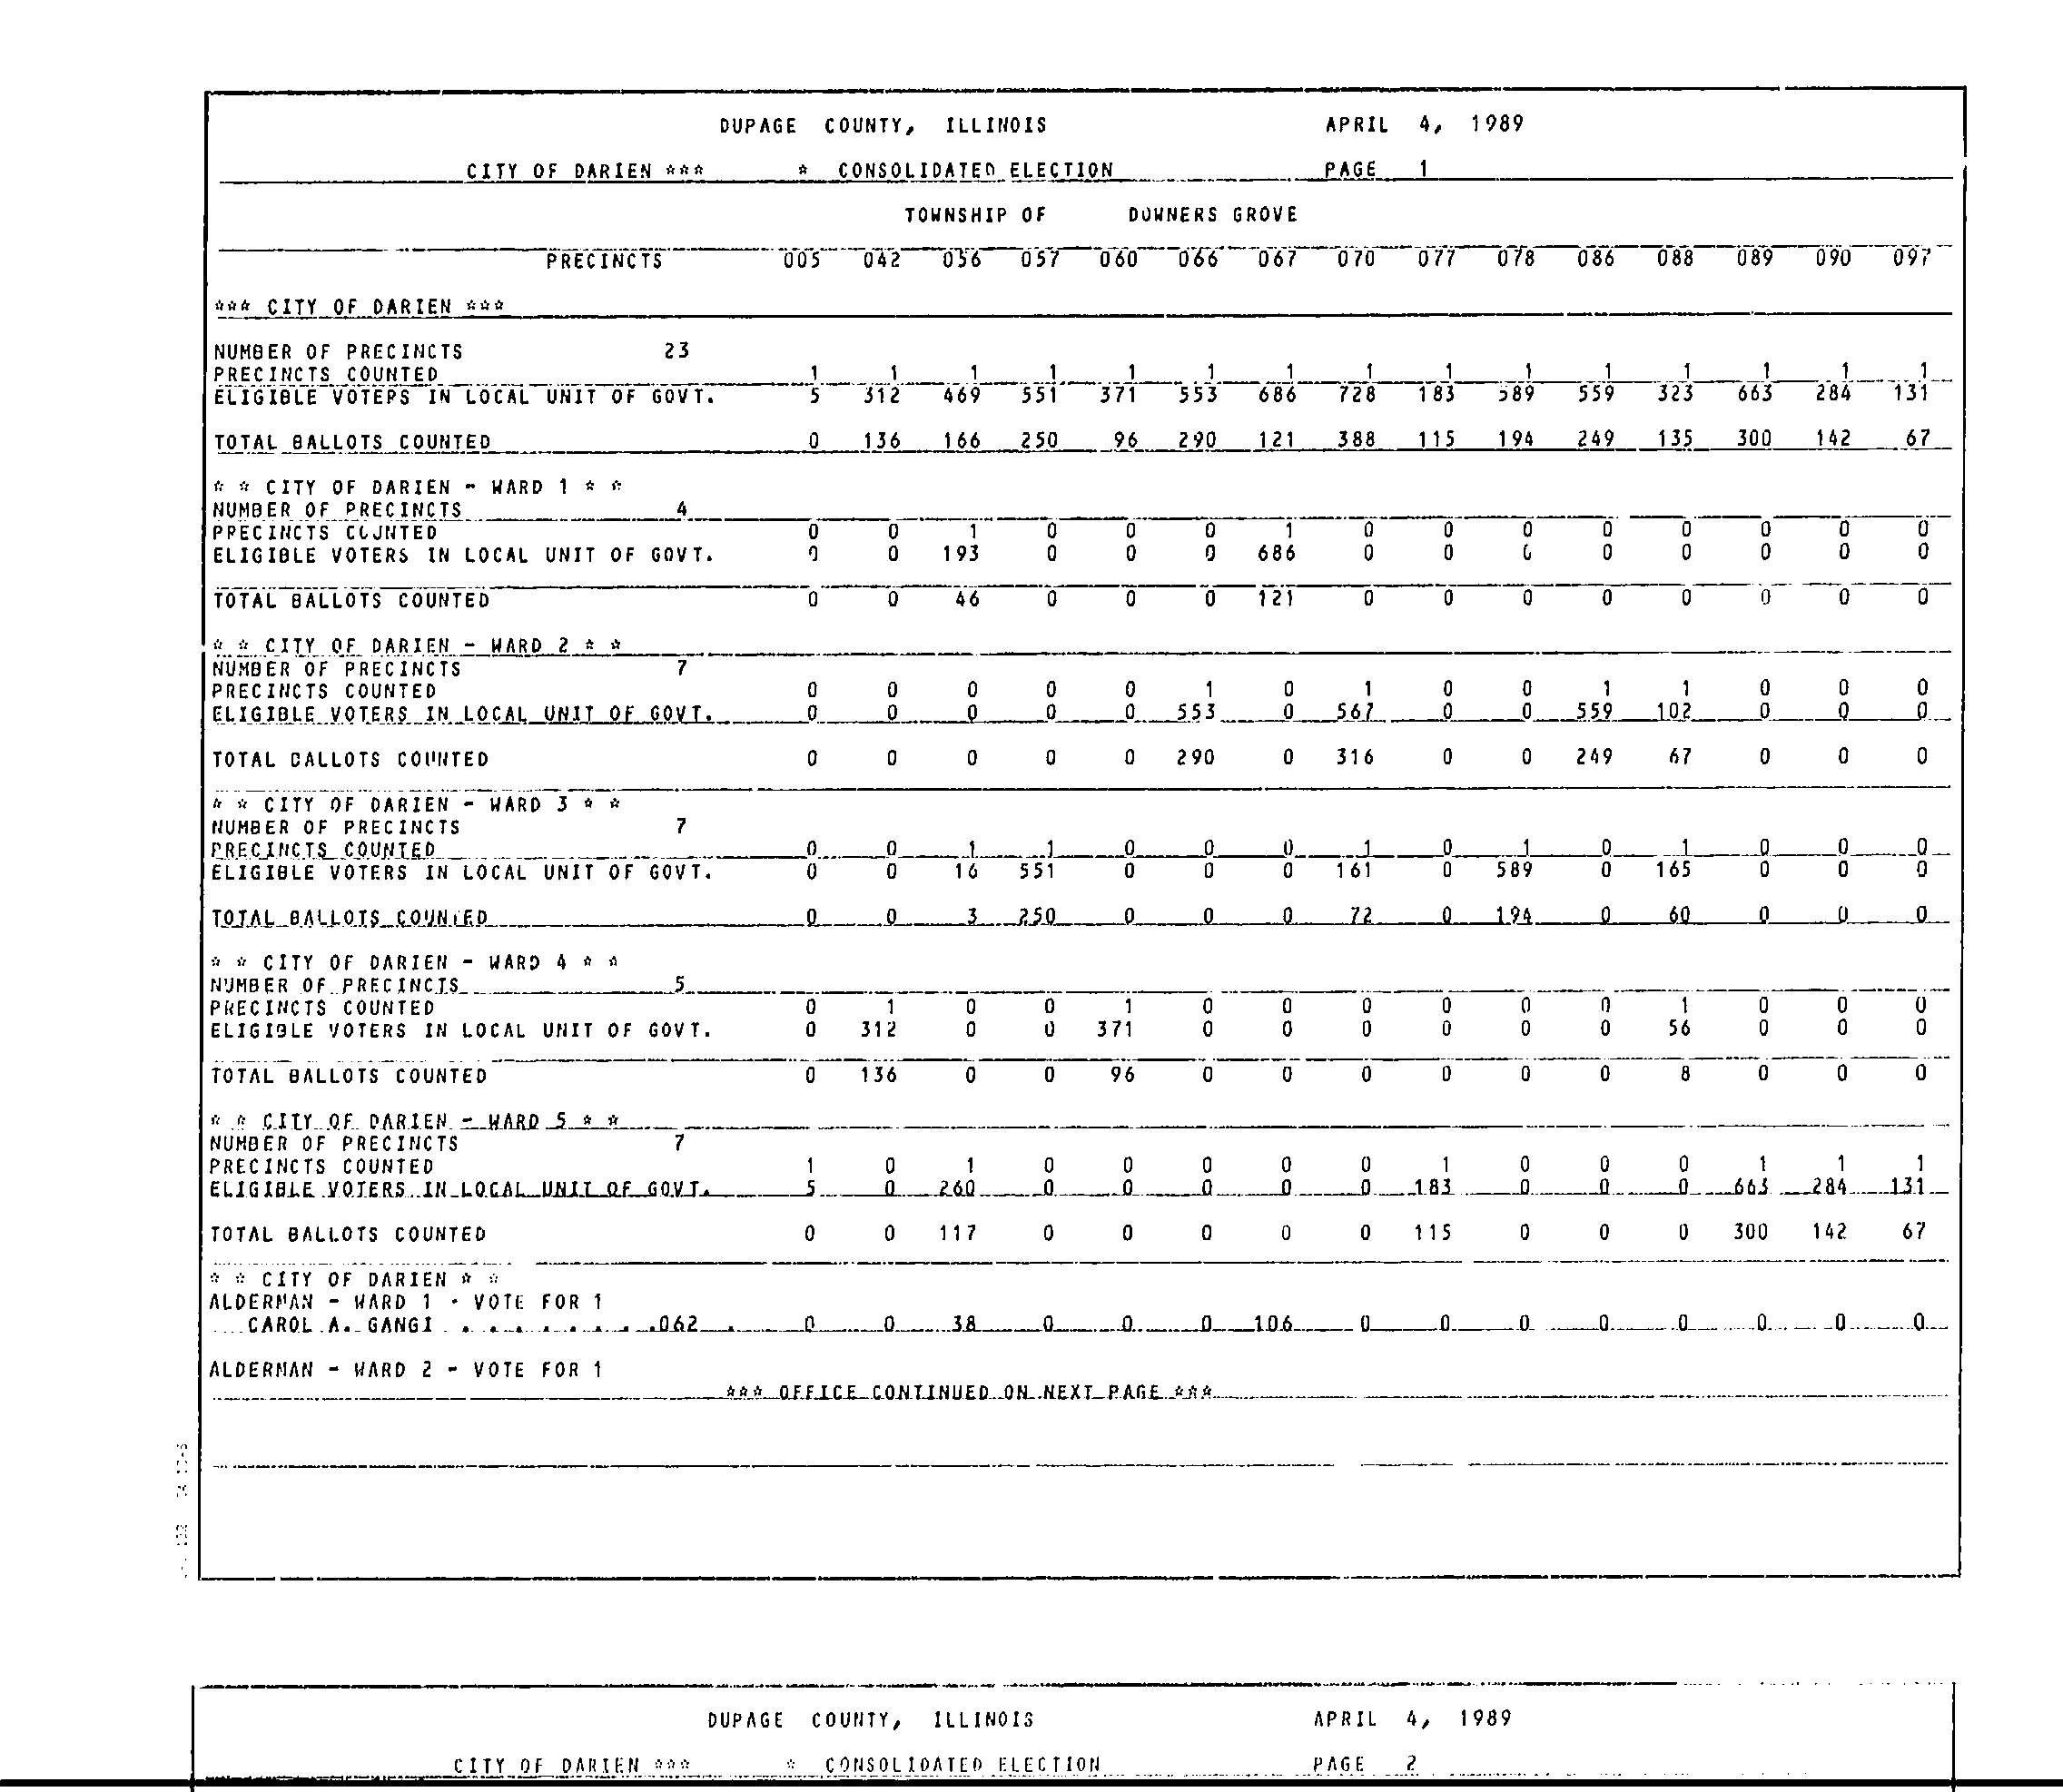 DUPAGE COUNTY, ILLINOIS APRIL 4, 1989
CITY OF DARIEN *** * CONSOLIDATED ELECTION PAGE 1
TOWNSHIP OF DOWNERS GROVE
PRECINCTS 005 042 056 057 060 066 067 070 077 078 086 088 089 090 097
*** CITY OF DARIEN ***
NUMBER OF PRECINCTS 23
PRECINCTS COUNTED 1 1 1 1 1 1 1 1 1 1 1 1 1 1 1
ELIGIBLE VOTEPS IN LOCAL UNIT OF GOVT. 5 312 469 551 371 553 686 728 183 589 559 323 663 284 131
TOTAL BALLOTS COUNTED 0 136 166 250 96 290 121 388 115 194 249 135 300 142 67
* * CITY OF DARIEN - WARD 1 * *
NUMBER OF PRECINCTS 4
PRECINCTS COUNTED 0 0 1 0 0 0 1 0 0 0 0 0 0 0 0
ELIGIBLE VOTERS IN LOCAL UNIT OF GOVT. 0 0 193 0 0 0 686 0 0 0 0 0 0 0 0
TOTAL BALLOTS COUNTED 0 0 46 0 0 0 121 0 0 0 0 0 0 0 0
* * CITY OF DARIEN - WARD 2 * *
NUMBER OF PRECINCTS 7
PRECINCTS COUNTED 0 0 0 0 0 1 0 1 0 0 1 1 0 0 0
ELIGIBLE VOTERS IN LOCAL UNIT OF GOVT. 0 0 0 0 0 553 0 567 0 0 559 102 0 0 0
TOTAL BALLOTS COUNTED 0 0 0 0 0 290 0 316 0 0 249 67 0 0 0
* * CITY OF DARIEN - WARD 3 * *
NUMBER OF PRECINCTS 7
PRECINCTS COUNTED 0 0 1 1 0 0 0 1 0 1 0 1 0 0 0
ELIGIBLE VOTERS IN LOCAL UNIT OF GOVT. 0 0 16 551 0 0 0 161 0 589 0 165 0 0 0
TOTAL BALLOTS COUNTED 0 0 3 250 0 0 0 72 0 194 0 60 0 0 0
* * CITY OF DARIEN - WARD 4 * *
NUMBER OF PRECINCTS 5
PRECINCTS COUNTED 0 1 0 0 1 0 0 0 0 0 0 1 0 0 0
ELIGIBLE VOTERS IN LOCAL UNIT OF GOVT. 0 312 0 0 371 0 0 0 0 0 0 56 0 0 0
TOTAL BALLOTS COUNTED 0 136 0 0 96 0 0 0 0 0 0 8 0 0 0
* * CITY OF DARIEN - WARD 5 * *
NUMBER OF PRECINCTS 7
PRECINCTS COUNTED 1 0 1 0 0 0 0 0 1 0 0 0 1 1 1
ELIGIBLE VOTERS IN LOCAL UNIT OF GOVT. 5 0 260 0 0 0 0 0 183 0 0 0 663 284 131
TOTAL BALLOTS COUNTED 0 0 117 0 0 0 0 0 115 0 0 0 300 142 67
* * CITY OF DARIEN * *
ALDERMAN - WARD 1 - VOTE FOR 1
CAROL A. GANGI . . . . . . . . .062 . 0 0 38 0 0 0 106 0 0 0 0 0 0 0 0
ALDERMAN - WARD 2 - VOTE FOR 1
*** OFFICE CONTINUED ON NEXT PAGE ***
DUPAGE COUNTY, ILLINOIS APRIL 4, 1989
CITY OF DARIEN *** * CONSOLIDATED ELECTION PAGE 2